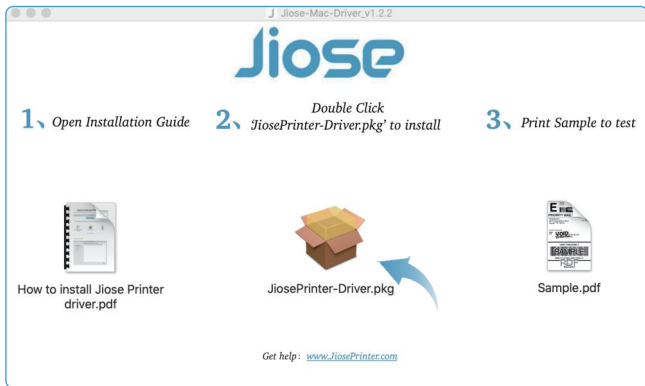 Jiose-Mac-Driver_v1.2.2
Jiose
1、 Open Installation Guide
2、 Double Click
'JiosePrinter-Driver.pkg' to install
3、 Print Sample to test
How to install Jiose Printer
driver.pdf
JiosePrinter-Driver.pkg
Sample.pdf
Get help： www.JiosePrinter.com